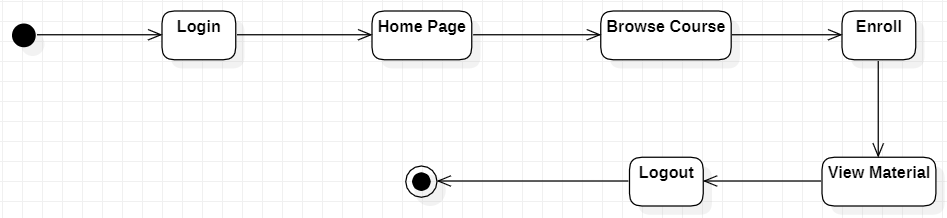 Login
Home Page
Browse Course
Enroll
Logout
View Material